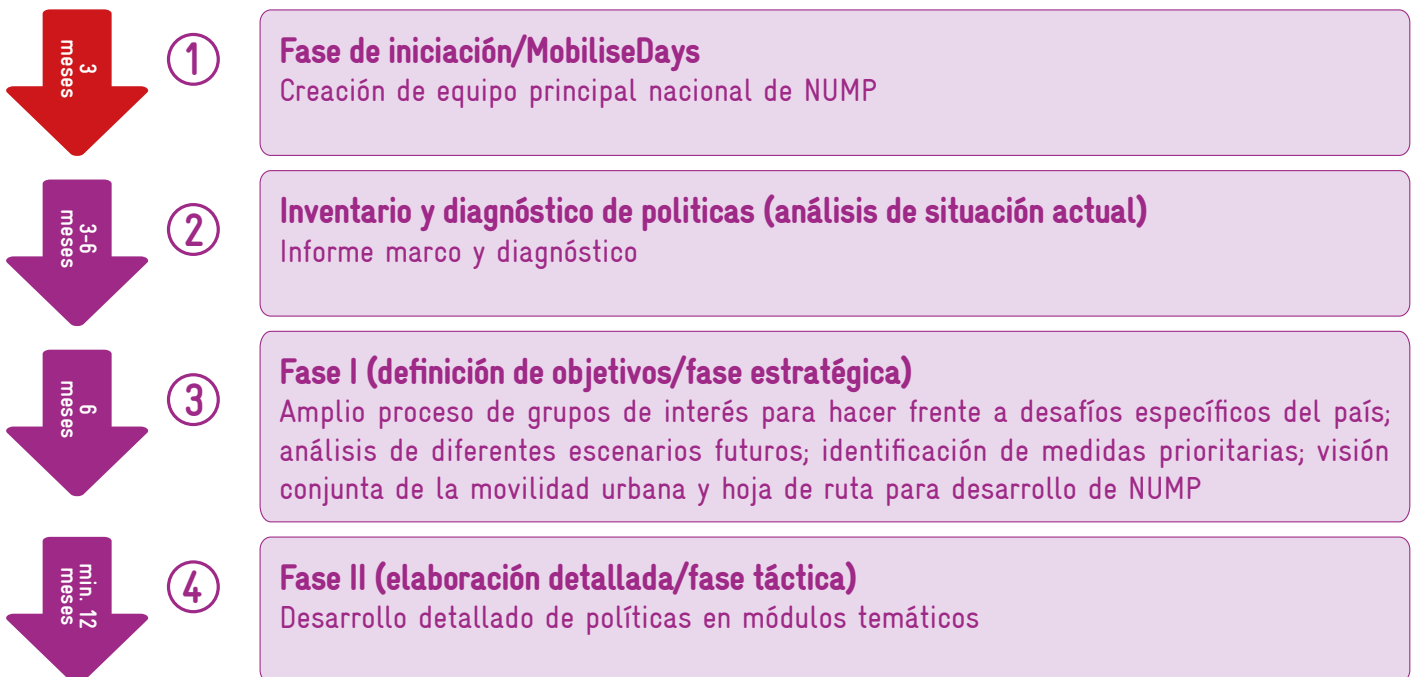 3
meses
1
Fase de iniciación/MobiliseDays
Creación de equipo principal nacional de NUMP
3-6
meses
2
Inventario y diagnóstico de politicas (análisis de situación actual)
Informe marco y diagnóstico
6
meses
3
Fase I (definición de objetivos/fase estratégica)
Amplio proceso de grupos de interés para hacer frente a desafíos específicos del país;
análisis de diferentes escenarios futuros; identificación de medidas prioritarias; visión
conjunta de la movilidad urbana y hoja de ruta para desarrollo de NUMP
min. 12
meses
4
Fase II (elaboración detallada/fase táctica)
Desarrollo detallado de políticas en módulos temáticos